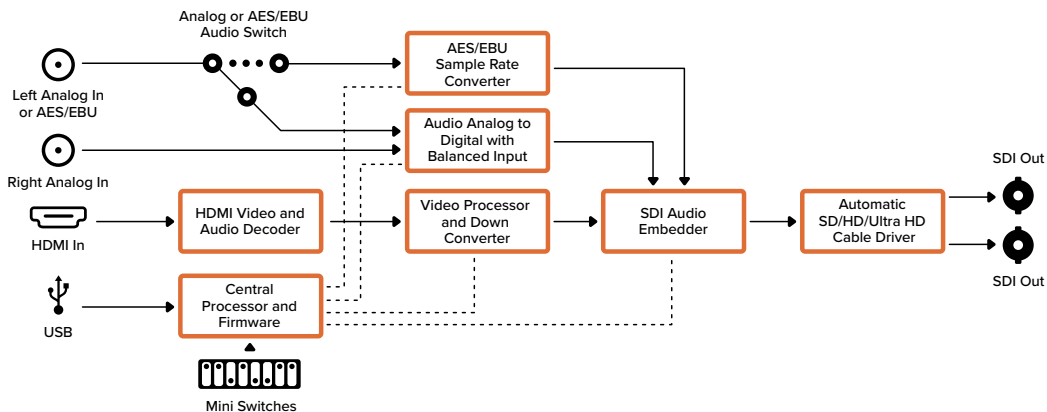 Analog or AES/EBU
Audio Switch
Left Analog In
or AES/EBU
AES/EBU
Sample Rate
Converter
Right Analog In
Audio Analog to
Digital with
Balanced Input
HDMI In
HDMI Video and
Audio Decoder
Video Processor
and Down
Converter
SDI Audio
Embedder
Automatic
SD/HD/Ultra HD
Cable Driver
SDI Out
SDI Out
USB
Central
Processor and
Firmware
Mini Switches